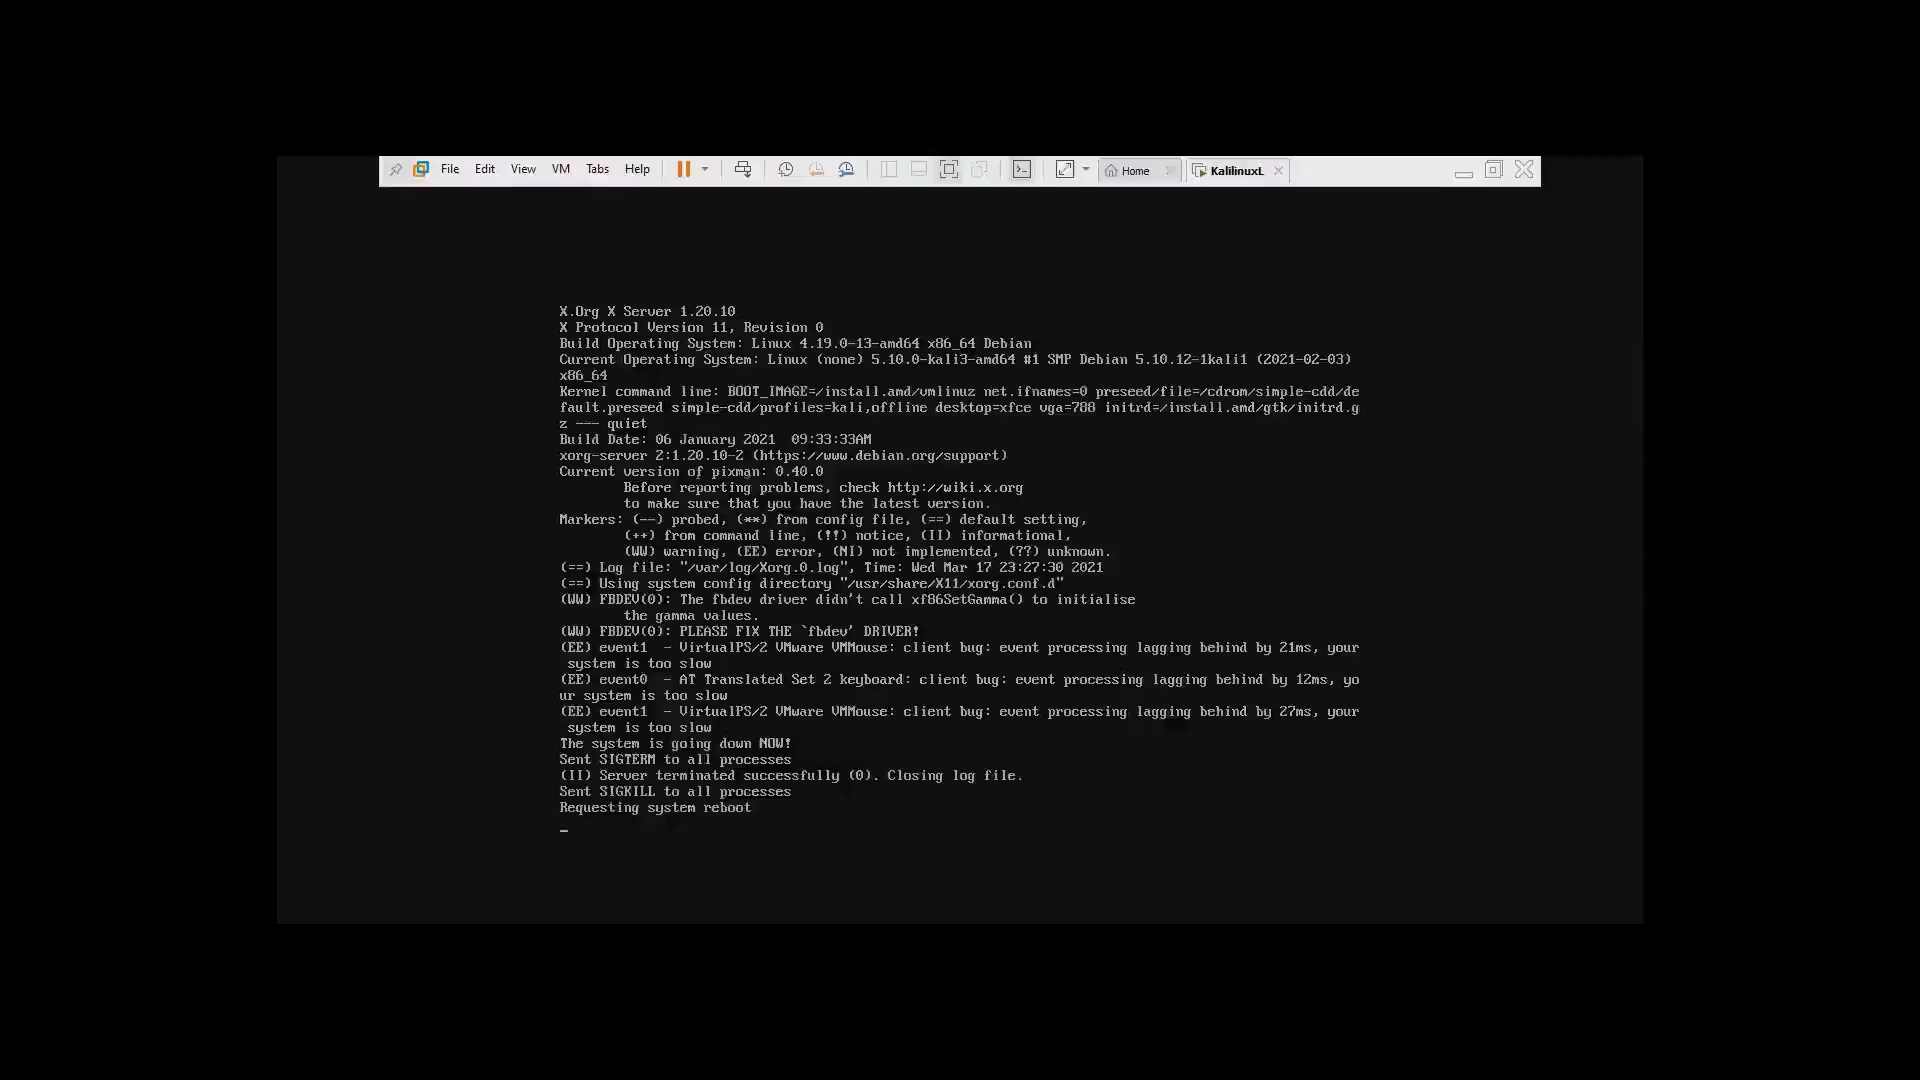 File Edit View VM Tabs Help Home KalilinuxL
X.Org X Server 1.20.10
X Protocol Version 11, Revision 0
Build Operating System: Linux 4.19.0-13-amd64 x86_64 Debian
Current Operating System: Linux (none) 5.10.0-kali3-amd64 #1 SMP Debian 5.10.12-1kali1 (2021-02-03)
x86_64
Kernel command line: BOOT_IMAGE=/install.amd/vmlinuz net.ifnames=0 preseed/file=/cdrom/simple-cdd/de
fault.preseed simple-cdd/profiles=kali,offline desktop=xfce vga=788 initrd=/install.amd/gtk/initrd.g
z --- quiet
Build Date: 06 January 2021  09:33:33AM
xorg-server 2:1.20.10-2 (https://www.debian.org/support)
Current version of pixman: 0.40.0
Before reporting problems, check http://wiki.x.org
to make sure that you have the latest version.
Markers: (--) probed, (**) from config file, (==) default setting,
(++) from command line, (!!) notice, (II) informational,
(WW) warning, (EE) error, (NI) not implemented, (??) unknown.
(==) Log file: "/var/log/Xorg.0.log", Time: Wed Mar 17 23:27:30 2021
(==) Using system config directory "/usr/share/X11/xorg.conf.d"
(WW) FBDEV(0): The fbdev driver didn't call xf86SetGamma() to initialise
the gamma values.
(WW) FBDEV(0): PLEASE FIX THE `fbdev' DRIVER!
(EE) event1  - VirtualPS/2 VMware VMMouse: client bug: event processing lagging behind by 21ms, your
system is too slow
(EE) event0  - AT Translated Set 2 keyboard: client bug: event processing lagging behind by 12ms, yo
ur system is too slow
(EE) event1  - VirtualPS/2 VMware VMMouse: client bug: event processing lagging behind by 27ms, your
system is too slow
The system is going down NOW!
Sent SIGTERM to all processes
(II) Server terminated successfully (0). Closing log file.
Sent SIGKILL to all processes
Requesting system reboot
_